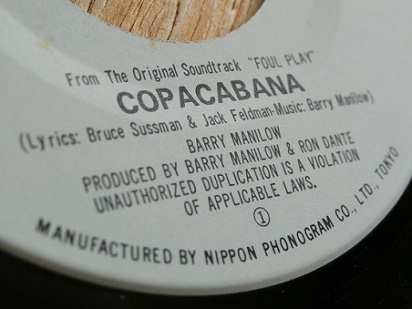 From The Original Soundtrack "FOUL PLAY"
COPACABANA
(Lyrics: Bruce Sussman & Jack Feldman-Music: Barry Manilow)
BARRY MANILOW
PRODUCED BY BARRY MANILOW & RON DANTE
UNAUTHORIZED DUPLICATION IS A VIOLATION
OF APPLICABLE LAWS.
①
MANUFACTURED BY NIPPON PHONOGRAM CO., LTD., TOKYO